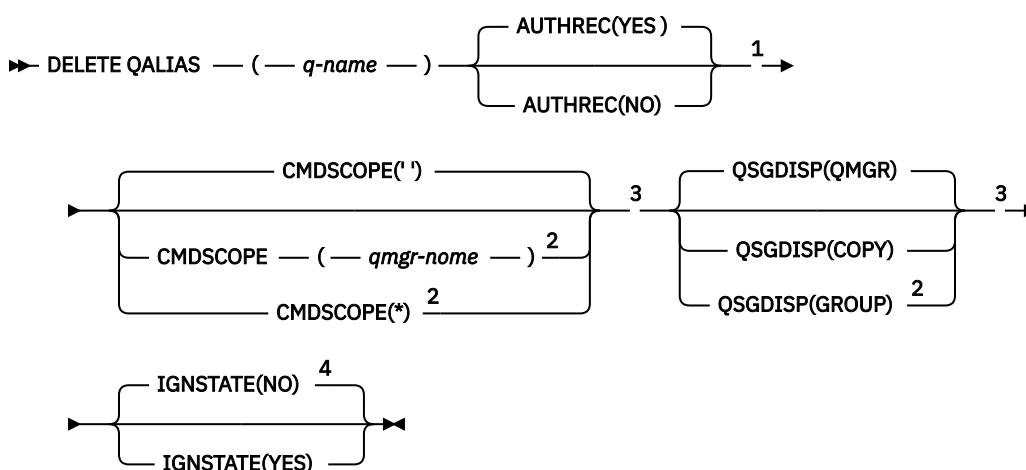 AUTHREC(YES )
DELETE QALIAS ( q-name ) 1
AUTHREC(NO)
CMDSCOPE(' ') QSGDISP(QMGR)
3 3
CMDSCOPE ( qmgr-nome ) 2 QSGDISP(COPY)
CMDSCOPE(*) 2 QSGDISP(GROUP) 2
IGNSTATE(NO) 4
IGNSTATE(YES)